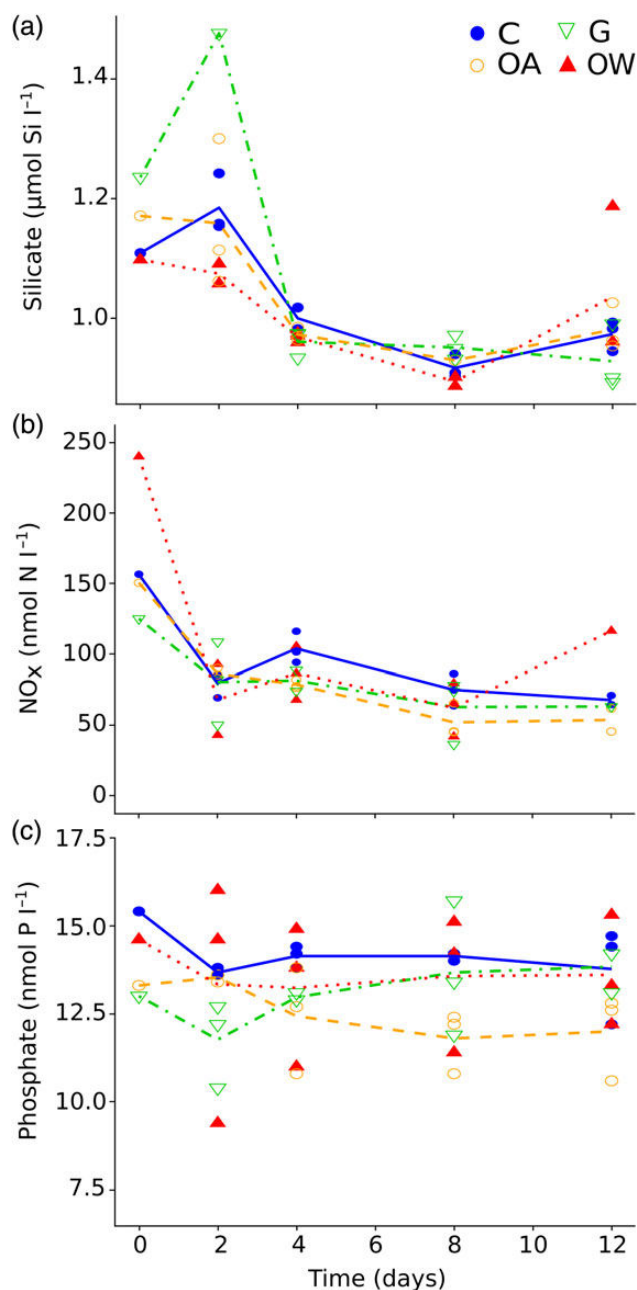 (a)
C
G
OA
OW
Silicate (μmol Si l⁻¹)
1.4
1.2
1.0
(b)
NOx (nmol N l⁻¹)
250
200
150
100
50
0
(c)
Phosphate (nmol P l⁻¹)
17.5
15.0
12.5
10.0
7.5
0 2 4 6 8 10 12
Time (days)